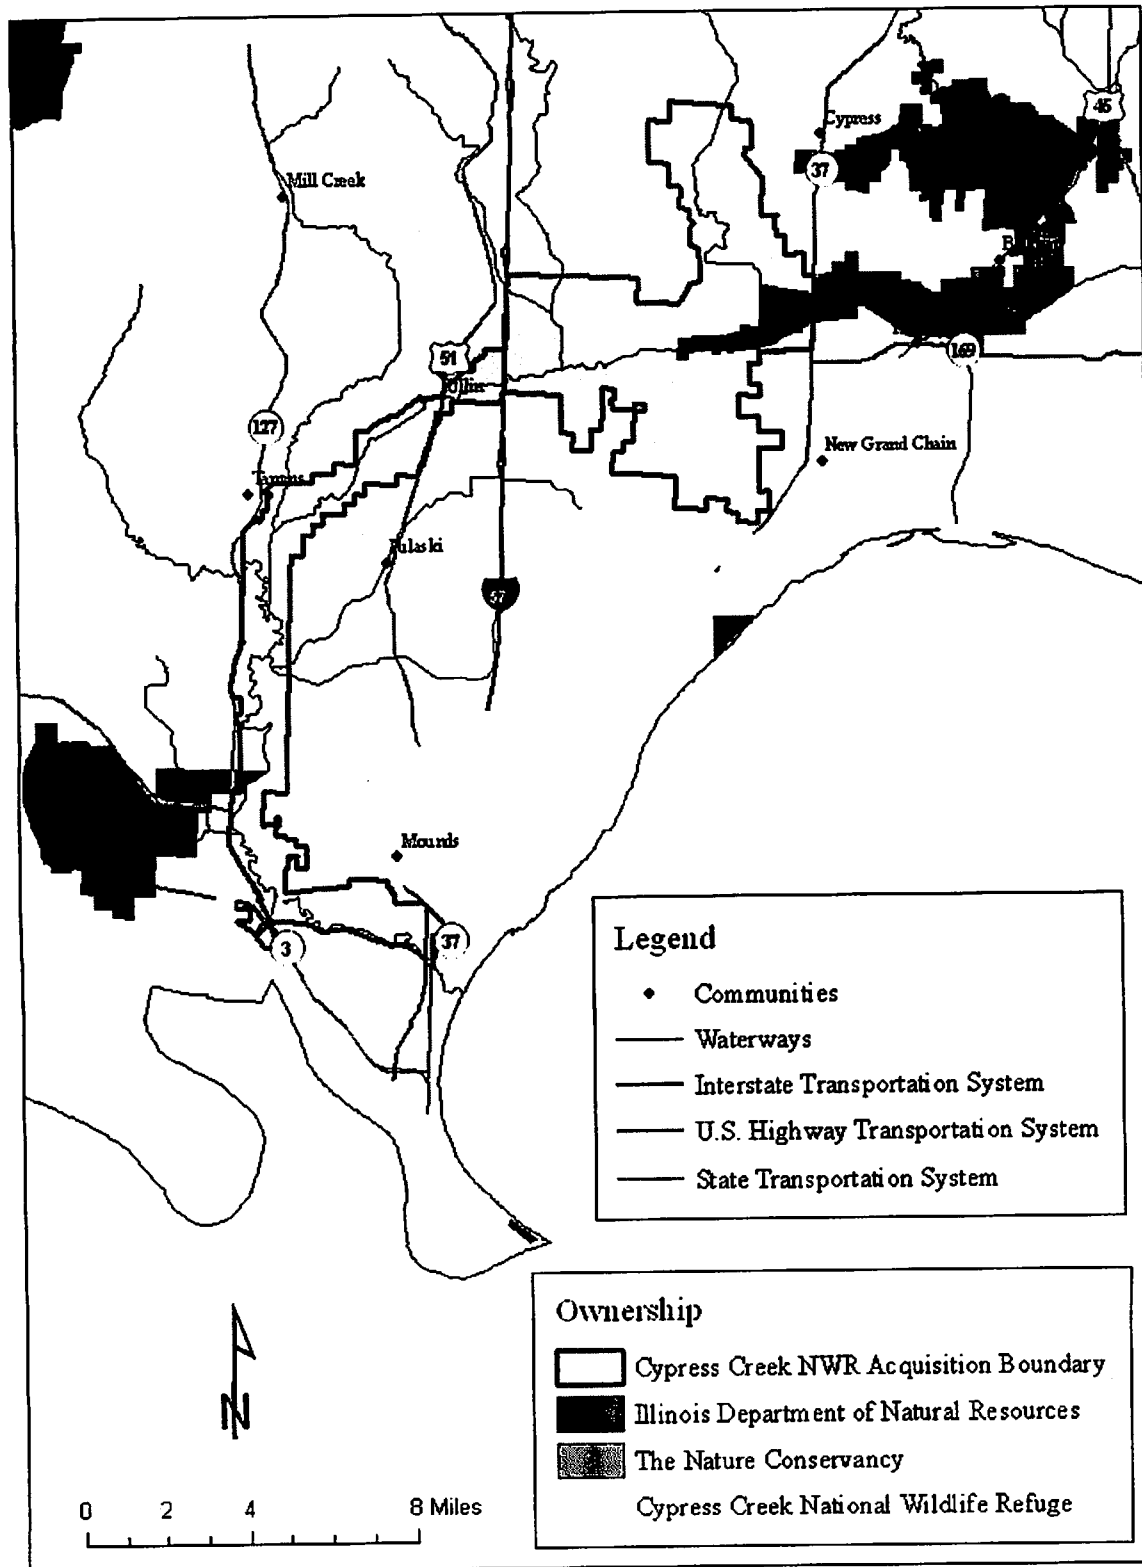 45
Cypress
37
Mill Creek
51
Ullin
169
127
New Grand Chain
Tamms
Pulaski
57
Mounds
3
37
Legend
Communities
Waterways
Interstate Transportation System
U.S. Highway Transportation System
State Transportation System
N
Ownership
Cypress Creek NWR Acquisition Boundary
Illinois Department of Natural Resources
The Nature Conservancy
Cypress Creek National Wildlife Refuge
0 2 4 8 Miles